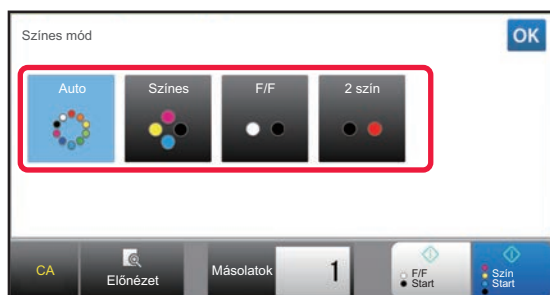 Színes mód
OK
Auto
Színes
F/F
2 szín
CA
Előnézet
Másolatok
1
F/F
Start
Szín
Start